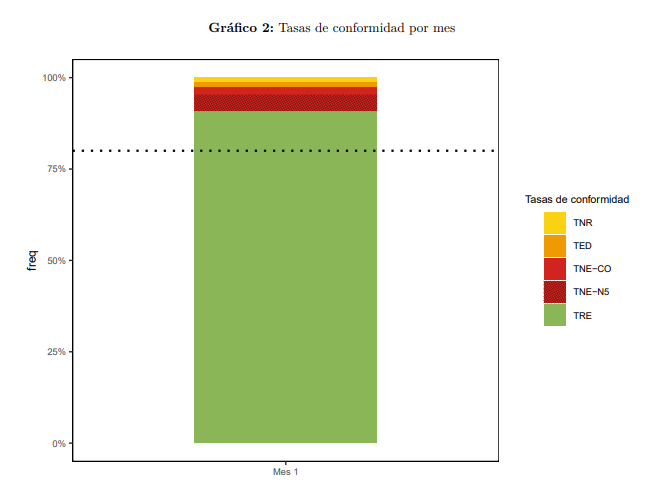 Gráfico 2: Tasas de conformidad por mes
100%
75%
50%
25%
0%
freq
Mes 1
Tasas de conformidad
TNR
TED
TNE−CO
TNE−N5
TRE